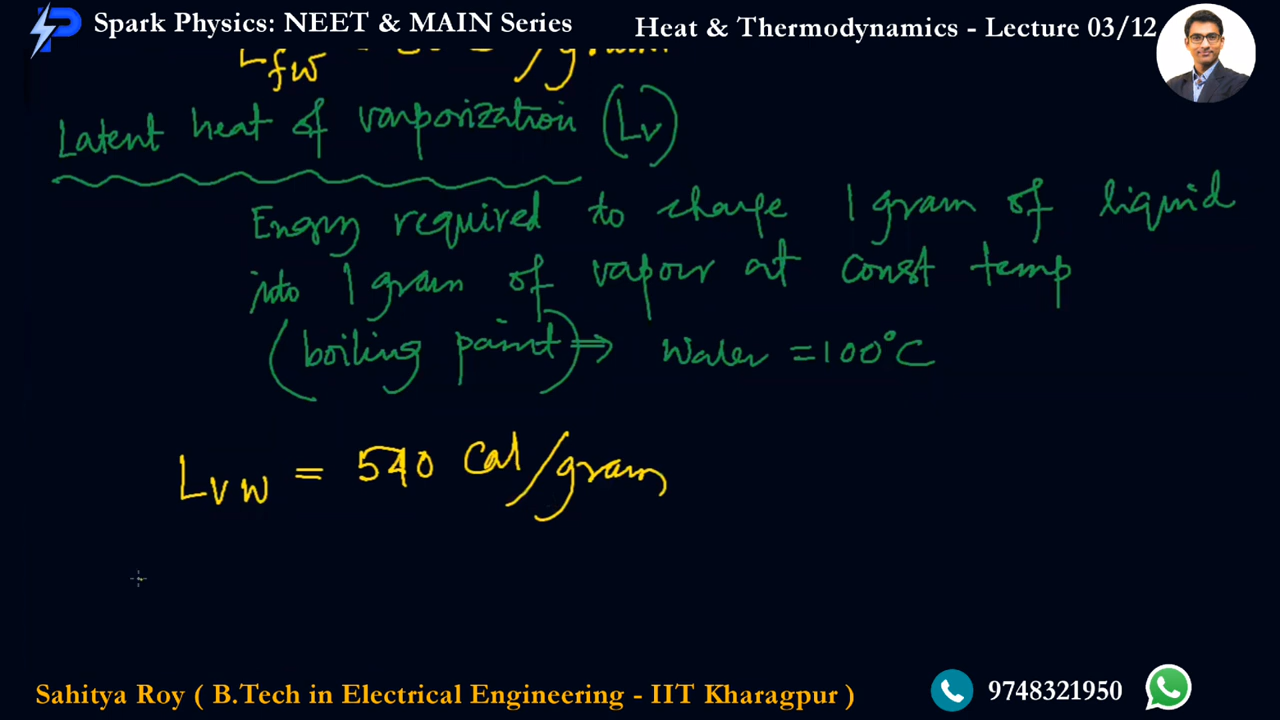 Spark Physics: NEET & MAIN Series
Heat & Thermodynamics - Lecture 03/12
Lfw
Latent heat of vaporization (Lv)
Energy required to change 1 gram of liquid
into 1 gram of vapour at const temp
(boiling point) ⇒ Water = 100°C
LVW = 540 Cal/gram
Sahitya Roy ( B.Tech in Electrical Engineering - IIT Kharagpur )
9748321950